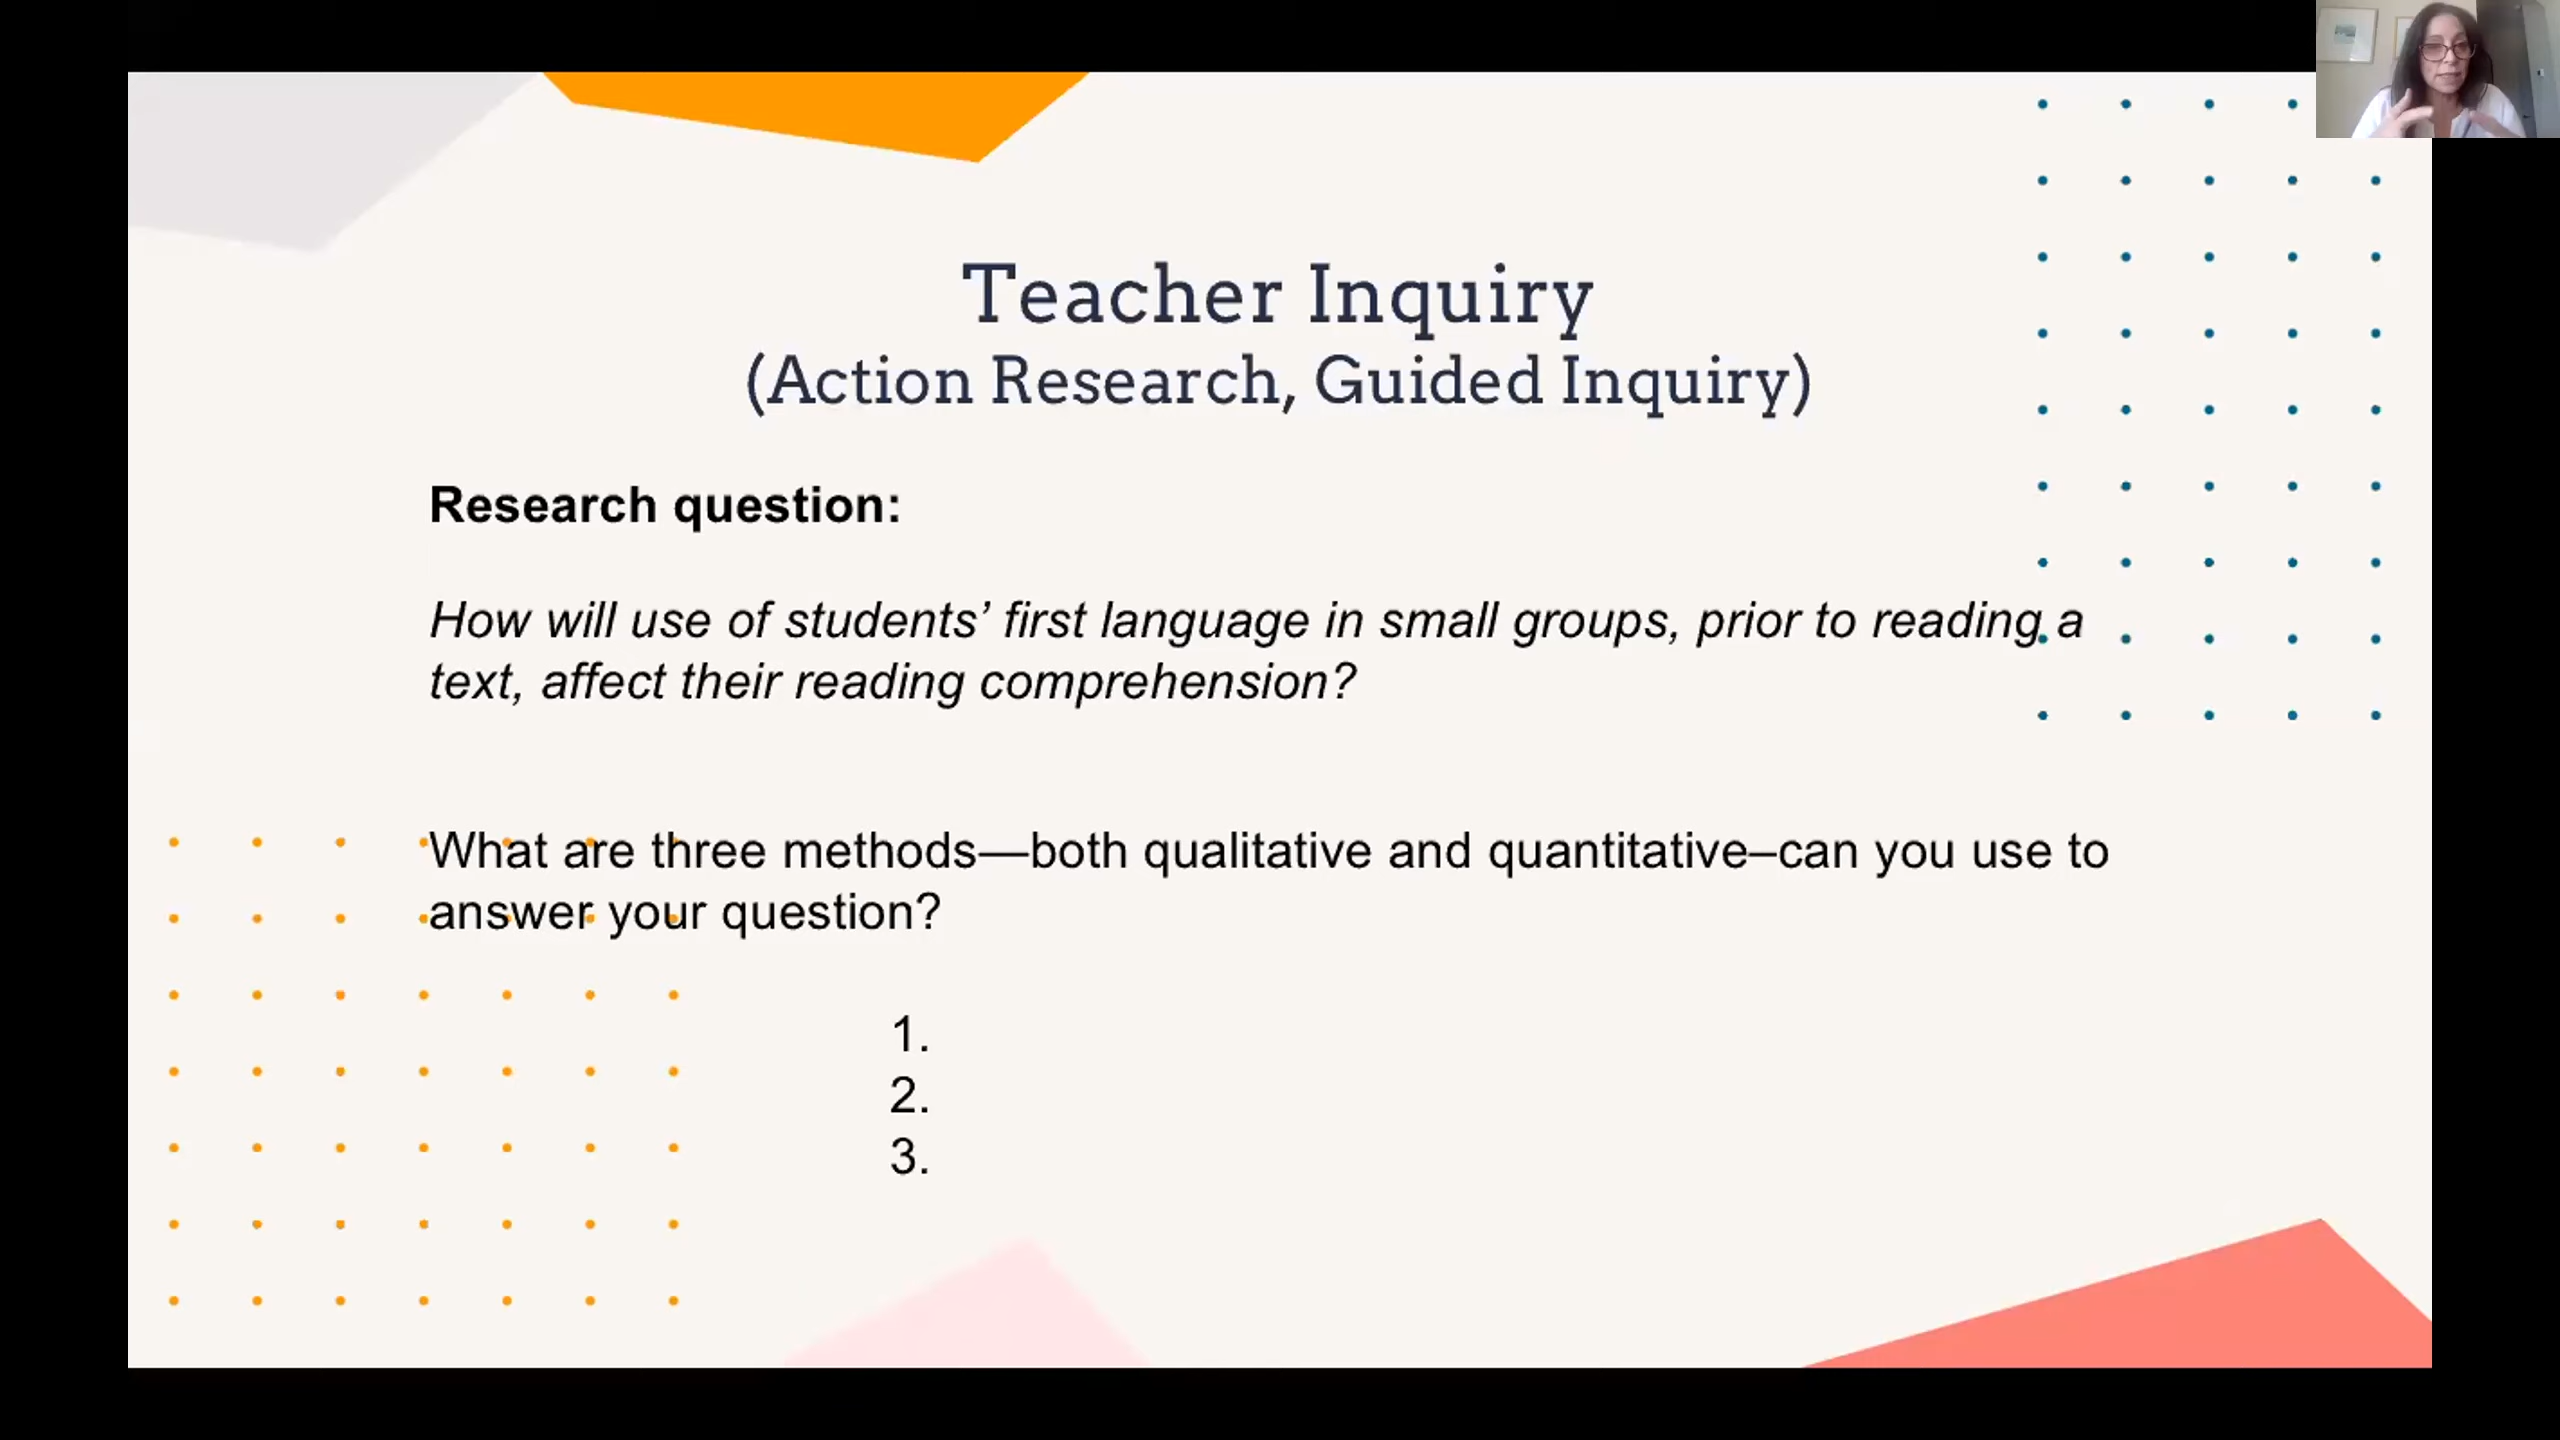 Teacher Inquiry
(Action Research, Guided Inquiry)
Research question:
How will use of students’ first language in small groups, prior to reading a
text, affect their reading comprehension?
What are three methods—both qualitative and quantitative–can you use to
answer your question?
1.
2.
3.